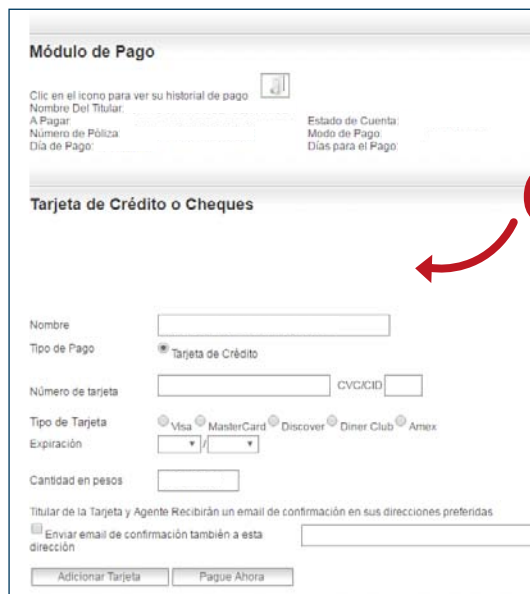 Módulo de Pago
Clic en el icono para ver su historial de pago
Nombre Del Titular:
A Pagar: Estado de Cuenta:
Número de Póliza: Modo de Pago:
Día de Pago: Días para el Pago:
Tarjeta de Crédito o Cheques
Nombre
Tipo de Pago Tarjeta de Crédito
Número de tarjeta CVC/CID
Tipo de Tarjeta Visa MasterCard Discover Diner Club Amex
Expiración /
Cantidad en pesos
Titular de la Tarjeta y Agente Recibirán un email de confirmación en sus direcciones preferidas
Enviar email de confirmación también a esta
dirección
Adicionar Tarjeta Pague Ahora